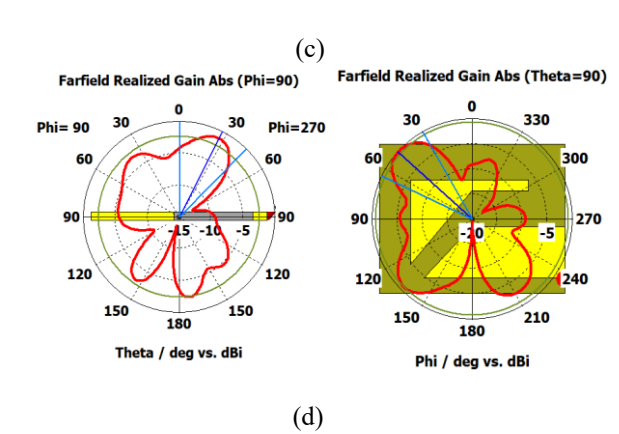 (c)
Farfield Realized Gain Abs (Phi=90)
0
30 30
Phi= 90 Phi=270
60 60
90 -15 -10 -5 90
120 120
150 150
180
Theta / deg vs. dBi
Farfield Realized Gain Abs (Theta=90)
0
30 330
60 300
90 -20 -5 270
120 240
150 210
180
Phi / deg vs. dBi
(d)